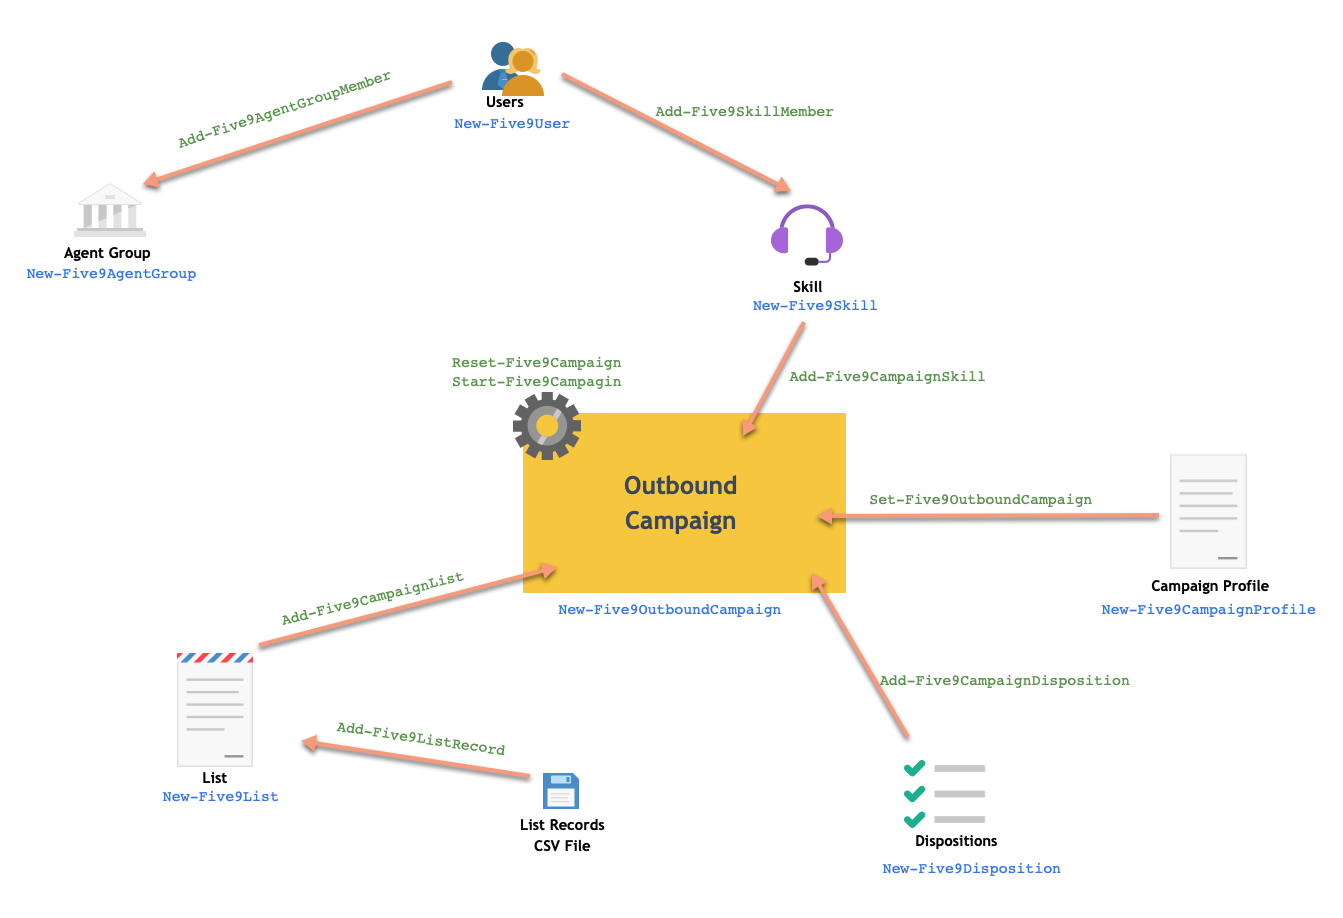 Users
New-Five9User
Add-Five9AgentGroupMember
Add-Five9SkillMember
Agent Group
New-Five9AgentGroup
Skill
New-Five9Skill
Reset-Five9Campaign
Start-Five9Campagin
Add-Five9CampaignSkill
Outbound
Campaign
Set-Five9OutboundCampaign
Campaign Profile
New-Five9CampaignProfile
New-Five9OutboundCampaign
Add-Five9CampaignList
Add-Five9CampaignDisposition
Add-Five9ListRecord
List
New-Five9List
List Records
CSV File
Dispositions
New-Five9Disposition